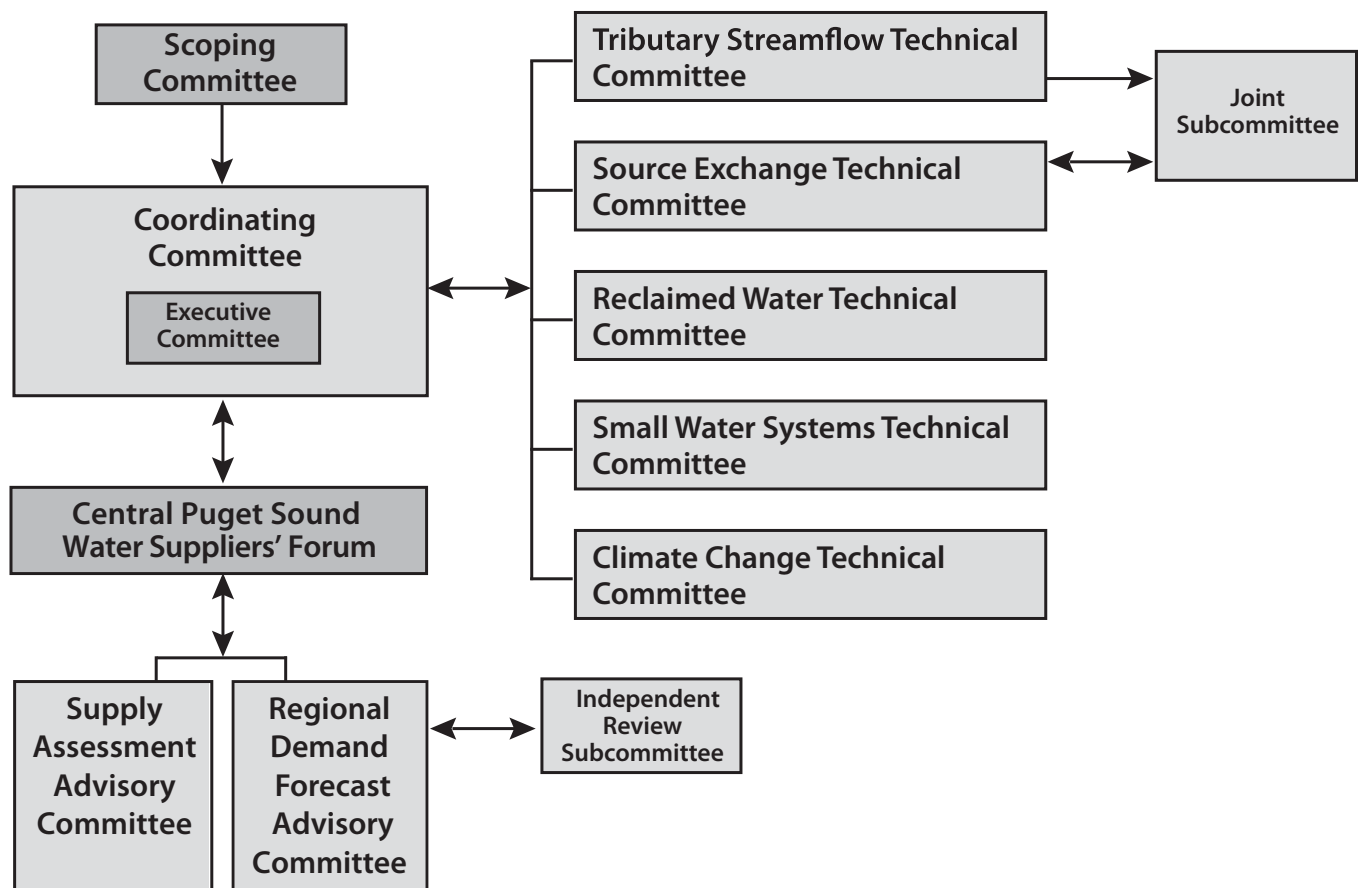 Scoping
Committee
Coordinating
Committee
Executive
Committee
Central Puget Sound
Water Suppliers’ Forum
Supply
Assessment
Advisory
Committee
Regional
Demand
Forecast
Advisory
Committee
Independent
Review
Subcommittee
Tributary Streamflow Technical
Committee
Source Exchange Technical
Committee
Reclaimed Water Technical
Committee
Small Water Systems Technical
Committee
Climate Change Technical
Committee
Joint
Subcommittee